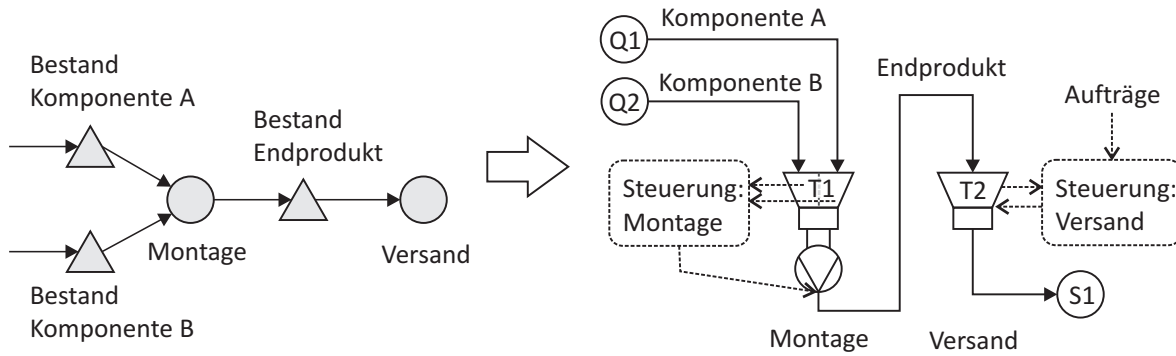 Bestand
Komponente A
Bestand
Endprodukt
Montage
Versand
Bestand
Komponente B
Komponente A
Q1
Komponente B
Q2
Endprodukt
Aufträge
Steuerung:
Montage
T1
T2
Steuerung:
Versand
S1
Montage
Versand